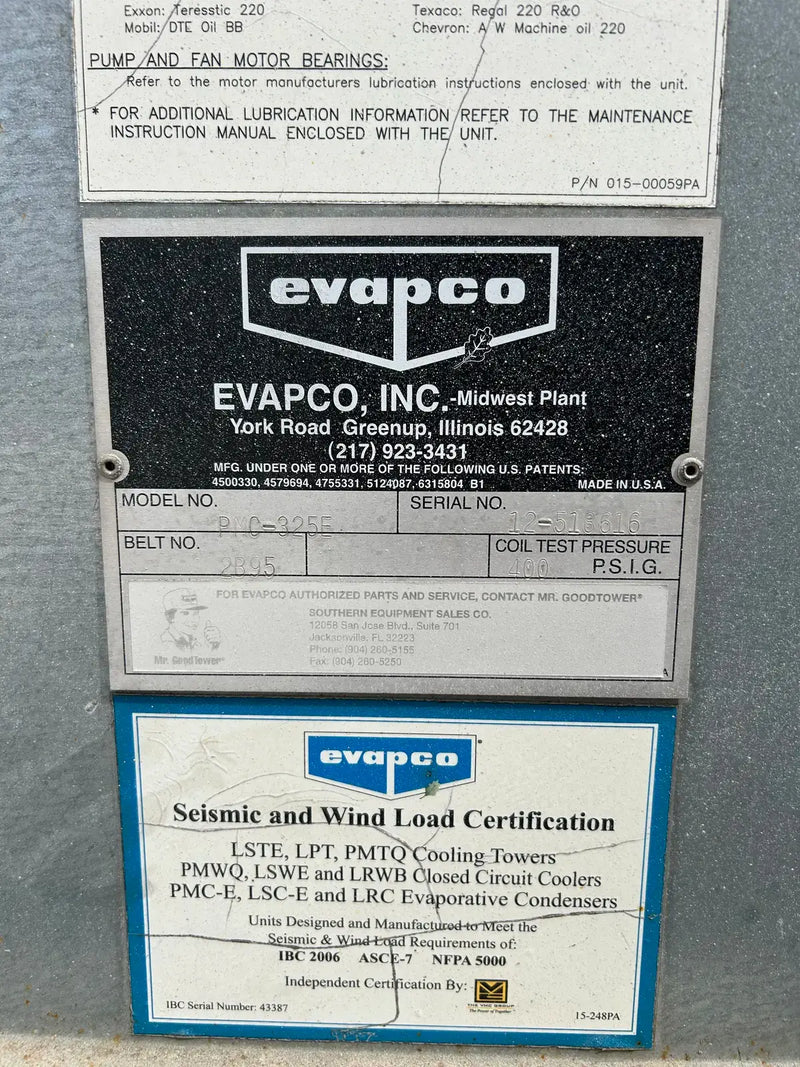 Exxon: Teresstic 220 Texaco: Regal 220 R&O
Mobil: DTE Oil BB Chevron: A W Machine oil 220
PUMP AND FAN MOTOR BEARINGS:
Refer to the motor manufacturers lubrication instructions enclosed with the unit.
* FOR ADDITIONAL LUBRICATION INFORMATION REFER TO THE MAINTENANCE
INSTRUCTION MANUAL ENCLOSED WITH THE UNIT.
P/N 015-00059PA
evapco
EVAPCO, INC.-Midwest Plant
York Road Greenup, Illinois 62428
(217) 923-3431
MFG. UNDER ONE OR MORE OF THE FOLLOWING U.S. PATENTS:
4500330, 4579694, 4755331, 5124087, 6315804 B1 MADE IN U.S.A.
MODEL NO. PMC-325E SERIAL NO. 12-513616
BELT NO. 2B95 COIL TEST PRESSURE
400 P.S.I.G.
FOR EVAPCO AUTHORIZED PARTS AND SERVICE, CONTACT MR. GOODTOWER®
SOUTHERN EQUIPMENT SALES CO.
12058 San Jose Blvd., Suite 701
Jacksonville, FL 32223
Phone: (904) 260-5155
Fax: (904) 260-5250
Mr. GoodTower®
A
evapco
Seismic and Wind Load Certification
LSTE, LPT, PMTQ Cooling Towers
PMWQ, LSWE and LRWB Closed Circuit Coolers
PMC-E, LSC-E and LRC Evaporative Condensers
Units Designed and Manufactured to Meet the
Seismic & Wind Load Requirements of:
IBC 2006 ASCE-7 NFPA 5000
Independent Certification By:
THE VMC GROUP
The Power of Together™
IBC Serial Number: 43387 15-248PA